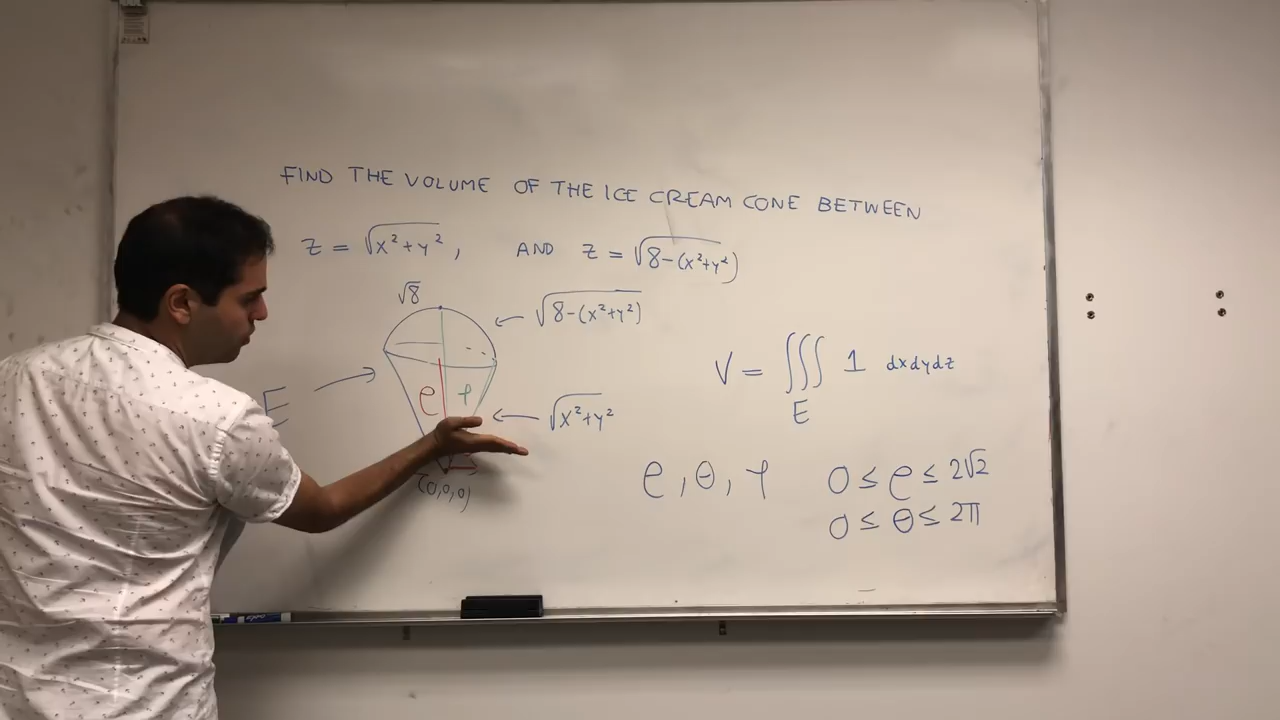 FIND THE VOLUME OF THE ICE CREAM CONE BETWEEN
z = √(x²+y²), AND z = √(8-(x²+y²))
√8
√(8-(x²+y²))
E
ρ φ
V = ∭_E 1 dxdydz
√(x²+y²)
(0,0,0)
ρ, θ, φ
0 ≤ ρ ≤ 2√2
0 ≤ θ ≤ 2π